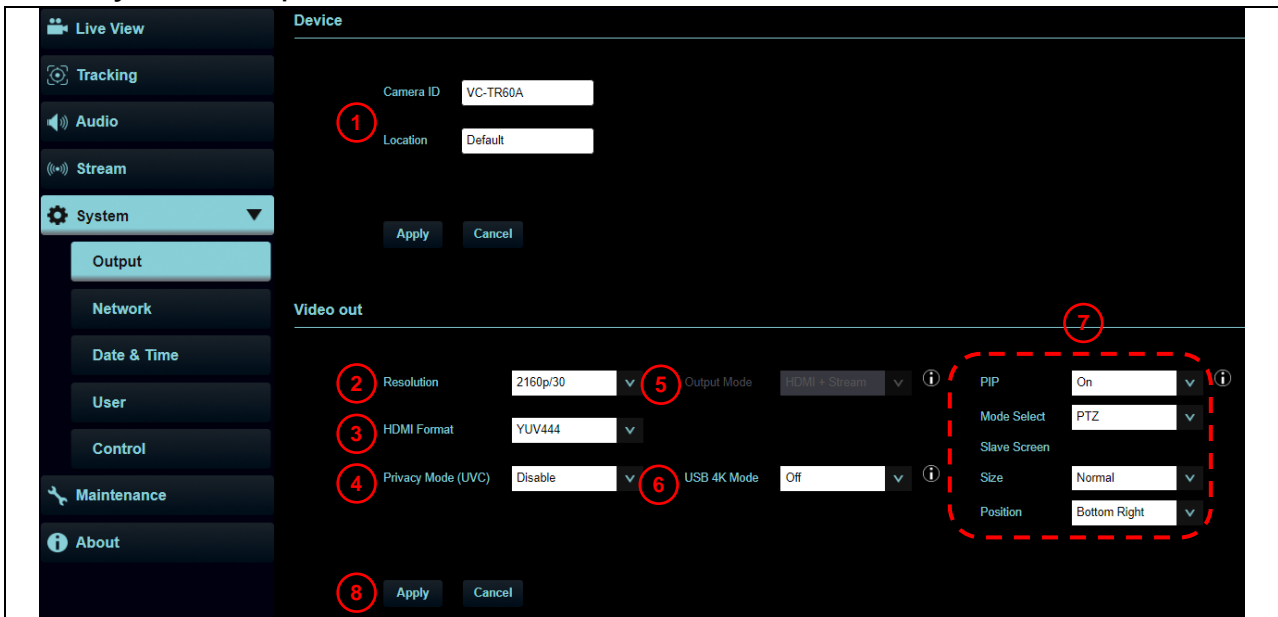 Live View
Tracking
Audio
Stream
System
Output
Network
Date & Time
User
Control
Maintenance
About
Device
1
Camera ID VC-TR60A
Location Default
Apply Cancel
Video out
7
2 Resolution 2160p/30 5 Output Mode HDMI + Stream PIP On
3 HDMI Format YUV444 Mode Select PTZ
Slave Screen
4 Privacy Mode (UVC) Disable 6 USB 4K Mode Off Size Normal
Position Bottom Right
8 Apply Cancel